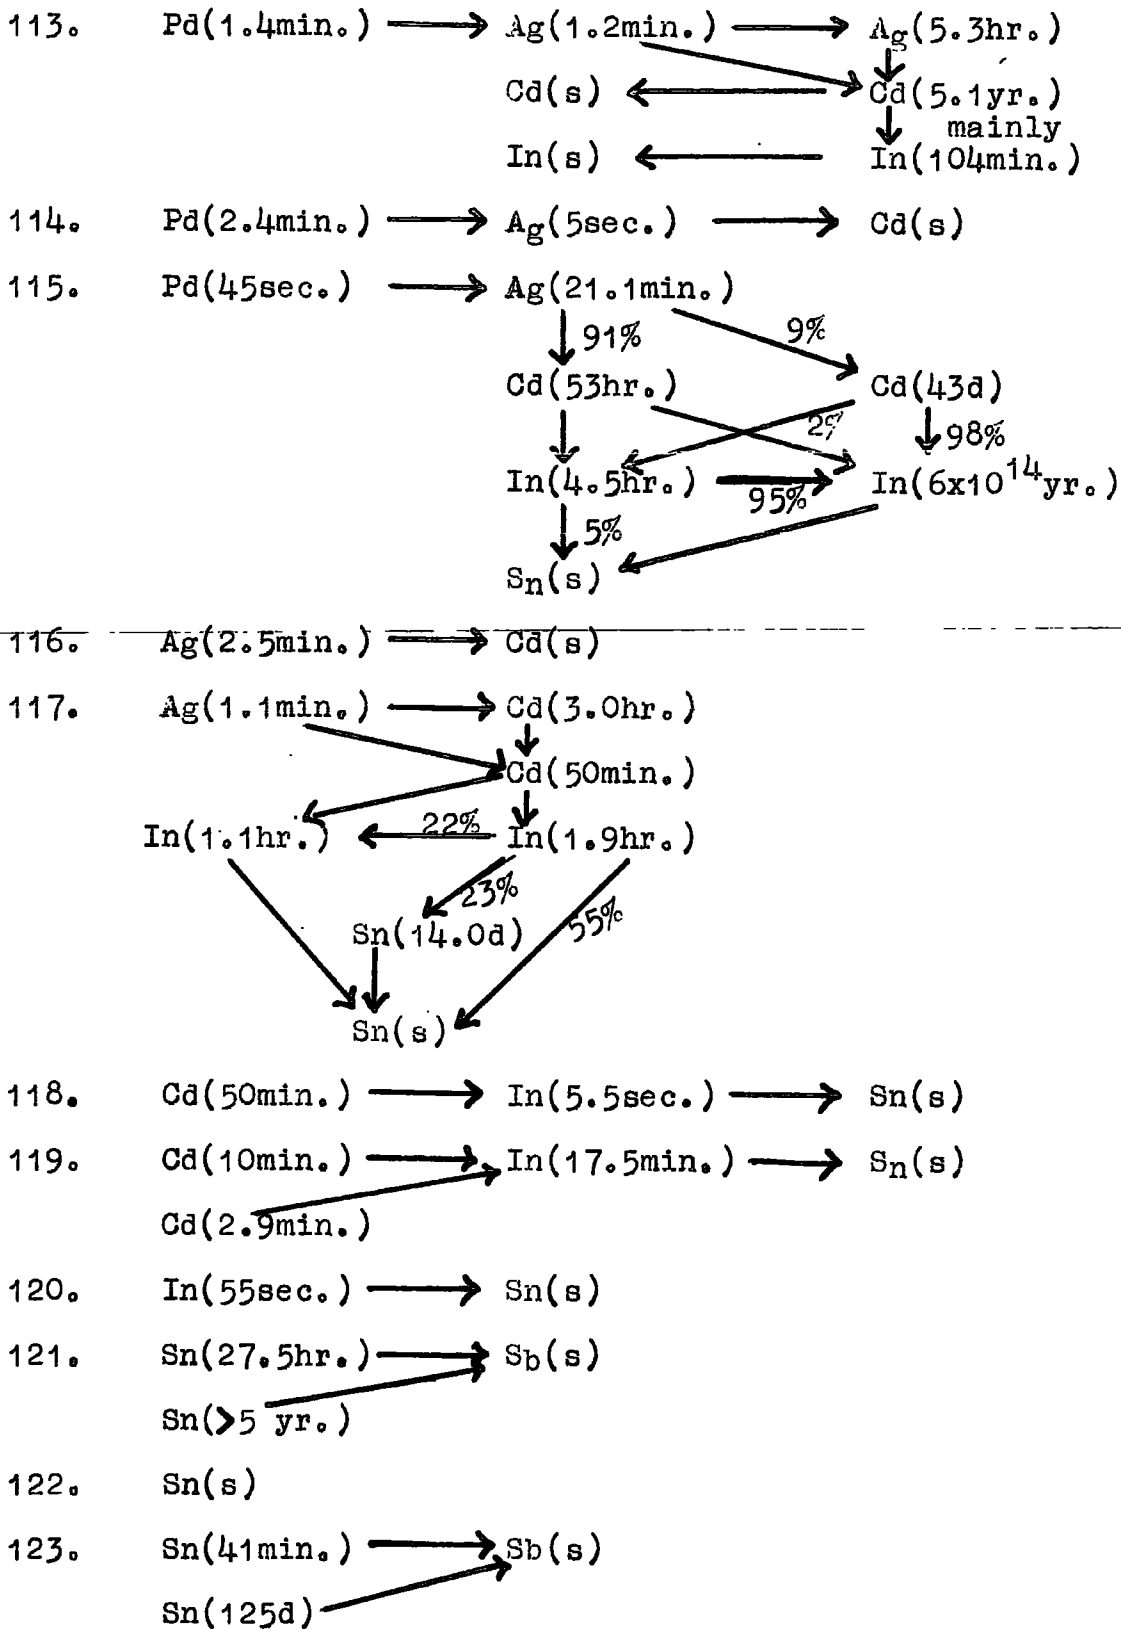 113. Pd(1.4min.) → Ag(1.2min.) → Ag(5.3hr.)
Cd(s) ← Cd(5.1yr.)
mainly
In(s) ← In(104min.)
114. Pd(2.4min.) → Ag(5sec.) → Cd(s)
115. Pd(45sec.) → Ag(21.1min.)
91% 9%
Cd(53hr.) Cd(43d)
2% 98%
In(4.5hr.) → In(6x10¹⁴yr.)
95%
5%
Sn(s)
116. Ag(2.5min.) → Cd(s)
117. Ag(1.1min.) → Cd(3.0hr.)
Cd(50min.)
In(1.1hr.) ← 22% In(1.9hr.)
23% 55%
Sn(14.0d)
Sn(s)
118. Cd(50min.) → In(5.5sec.) → Sn(s)
119. Cd(10min.) → In(17.5min.) → Sn(s)
Cd(2.9min.)
120. In(55sec.) → Sn(s)
121. Sn(27.5hr.) → Sb(s)
Sn(>5 yr.)
122. Sn(s)
123. Sn(41min.) → Sb(s)
Sn(125d)